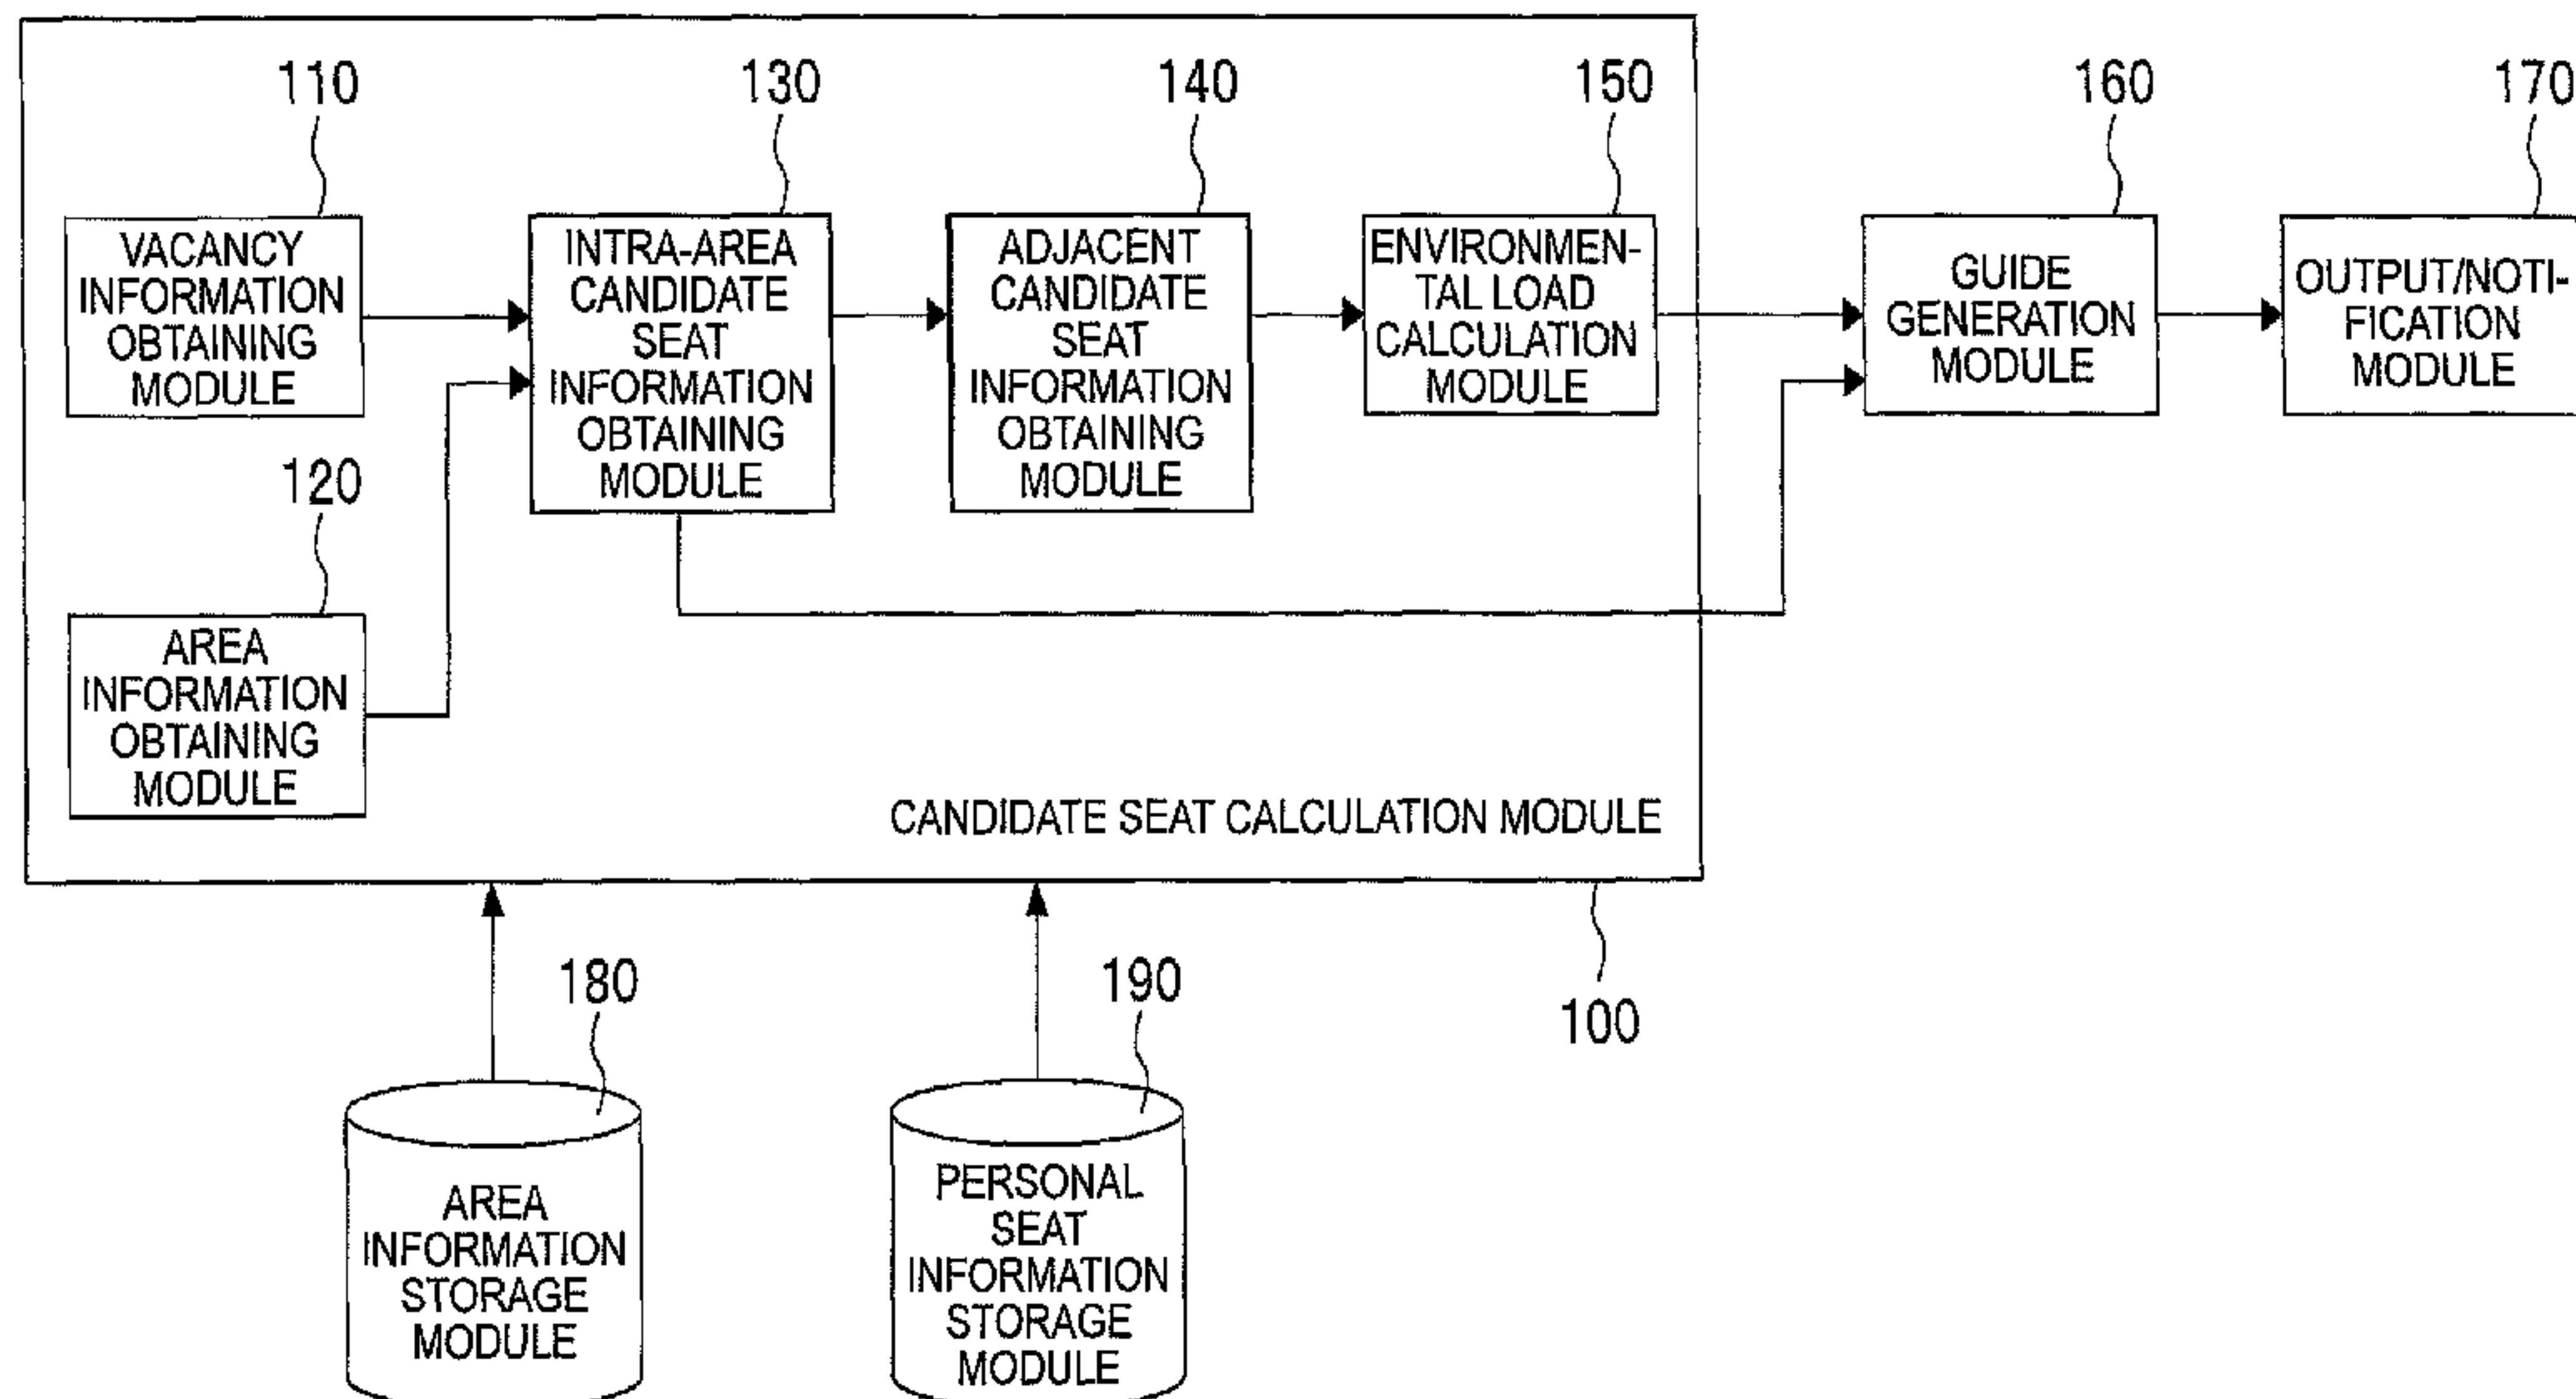 110
130
140
150
160
170
VACANCY
INFORMATION
OBTAINING
MODULE
INTRA-AREA
CANDIDATE
SEAT
INFORMATION
OBTAINING
MODULE
ADJACENT
CANDIDATE
SEAT
INFORMATION
OBTAINING
MODULE
ENVIRONMEN-
TAL LOAD
CALCULATION
MODULE
GUIDE
GENERATION
MODULE
OUTPUT/NOTI-
FICATION
MODULE
120
AREA
INFORMATION
OBTAINING
MODULE
CANDIDATE SEAT CALCULATION MODULE
100
180
190
AREA
INFORMATION
STORAGE
MODULE
PERSONAL
SEAT
INFORMATION
STORAGE
MODULE